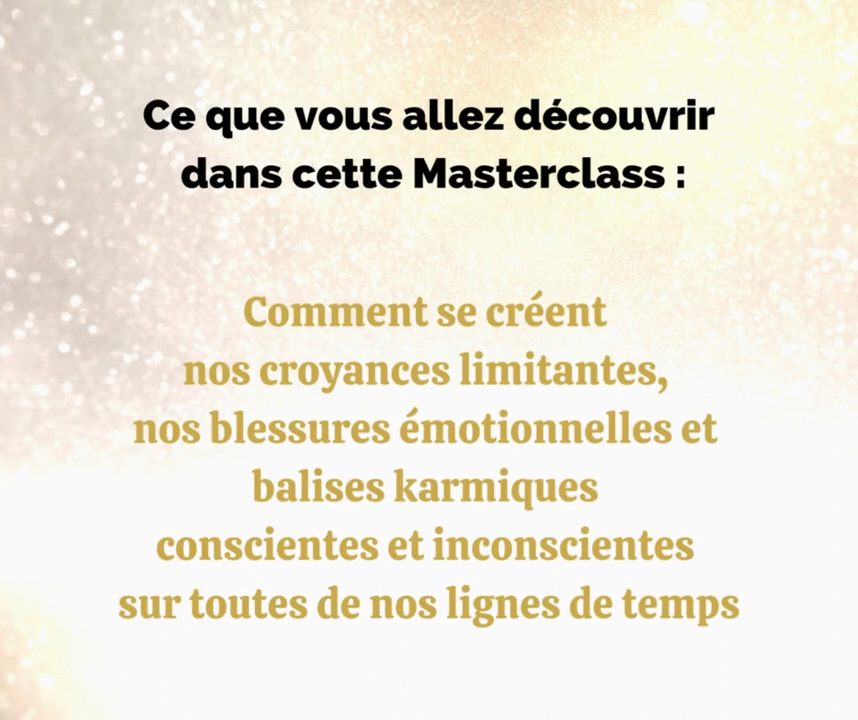 Ce que vous allez découvrir
dans cette Masterclass :
Comment se créent
nos croyances limitantes,
nos blessures émotionnelles et
balises karmiques
conscientes et inconscientes
sur toutes de nos lignes de temps